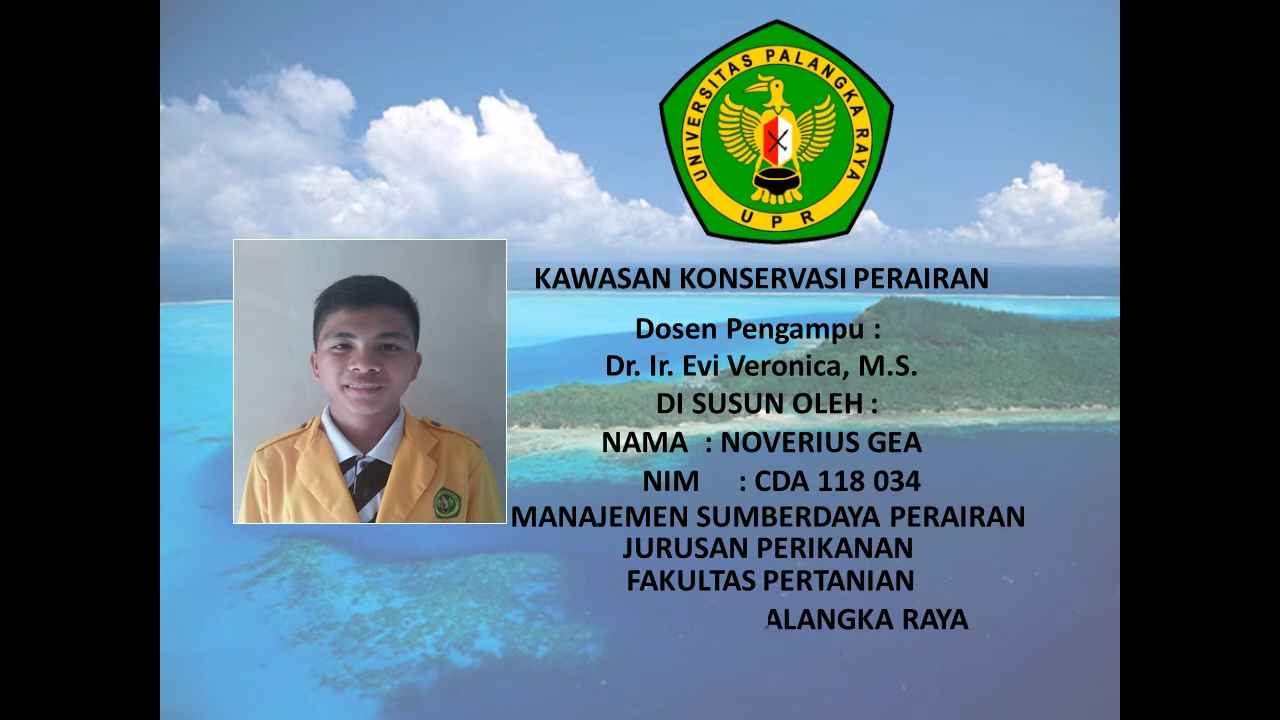 UNIVERSITAS PALANGKA RAYA
UPR
KAWASAN KONSERVASI PERAIRAN
Dosen Pengampu :
Dr. Ir. Evi Veronica, M.S.
DI SUSUN OLEH :
NAMA : NOVERIUS GEA
NIM : CDA 118 034
MANAJEMEN SUMBERDAYA PERAIRAN
JURUSAN PERIKANAN
FAKULTAS PERTANIAN
ALANGKA RAYA